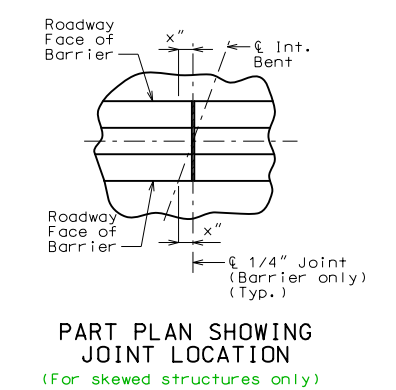 Roadway
Face of
Barrier
x"
℄ Int.
Bent
Roadway
Face of
Barrier
x"
℄ 1/4" Joint
(Barrier only)
(Typ.)
PART PLAN SHOWING
JOINT LOCATION
(For skewed structures only)